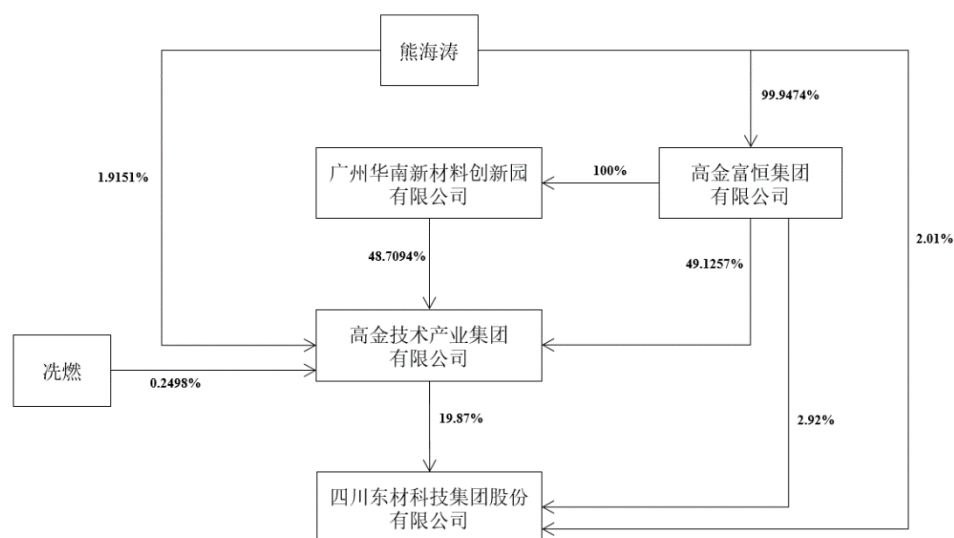 熊海涛
99.9474%
1.9151%
广州华南新材料创新园
有限公司
100%
高金富恒集团
有限公司
2.01%
48.7094%
49.1257%
高金技术产业集团
有限公司
冼燃
0.2498%
19.87%
2.92%
四川东材科技集团股份
有限公司